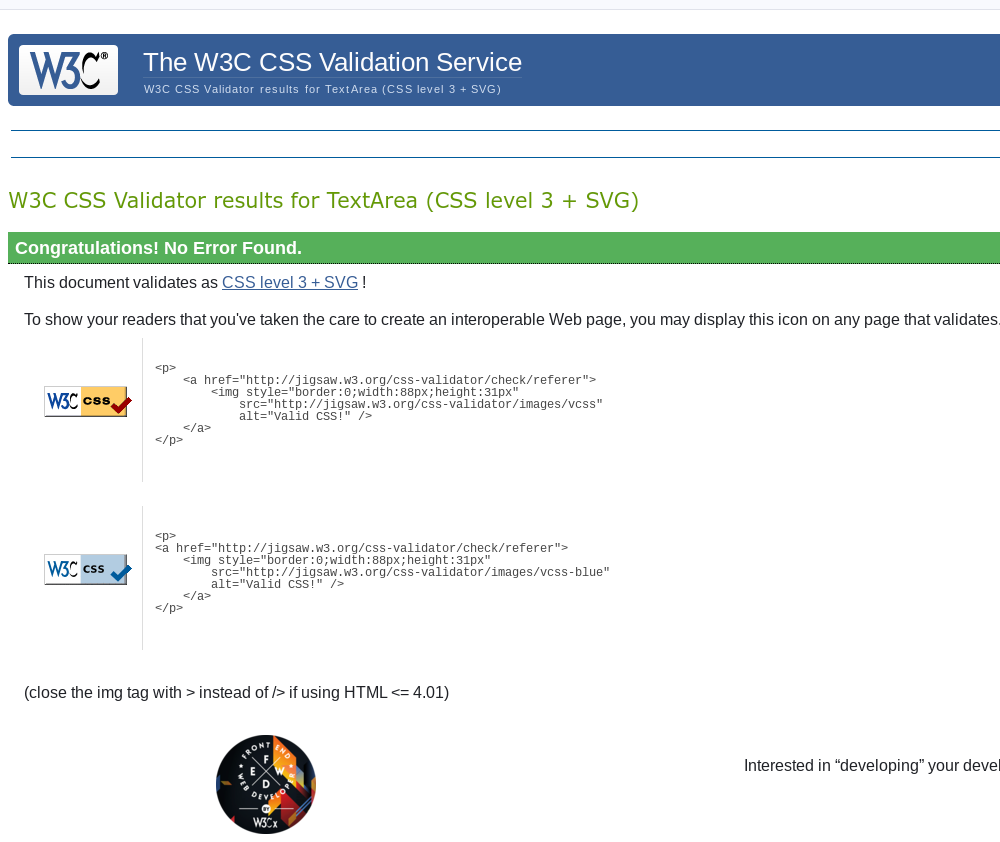 W3C®
The W3C CSS Validation Service
W3C CSS Validator results for TextArea (CSS level 3 + SVG)
W3C CSS Validator results for TextArea (CSS level 3 + SVG)
Congratulations! No Error Found.
This document validates as CSS level 3 + SVG !
To show your readers that you've taken the care to create an interoperable Web page, you may display this icon on any page that validates.
W3C css
<p>
    <a href="http://jigsaw.w3.org/css-validator/check/referer">
        <img style="border:0;width:88px;height:31px"
            src="http://jigsaw.w3.org/css-validator/images/vcss"
            alt="Valid CSS!" />
    </a>
</p>
W3C css
<p>
<a href="http://jigsaw.w3.org/css-validator/check/referer">
    <img style="border:0;width:88px;height:31px"
        src="http://jigsaw.w3.org/css-validator/images/vcss-blue"
        alt="Valid CSS!" />
    </a>
</p>
(close the img tag with > instead of /> if using HTML <= 4.01)
FRONT END
F
E W
D
WEB DEVELOPER
BY
W3Cx
Interested in “developing” your devel